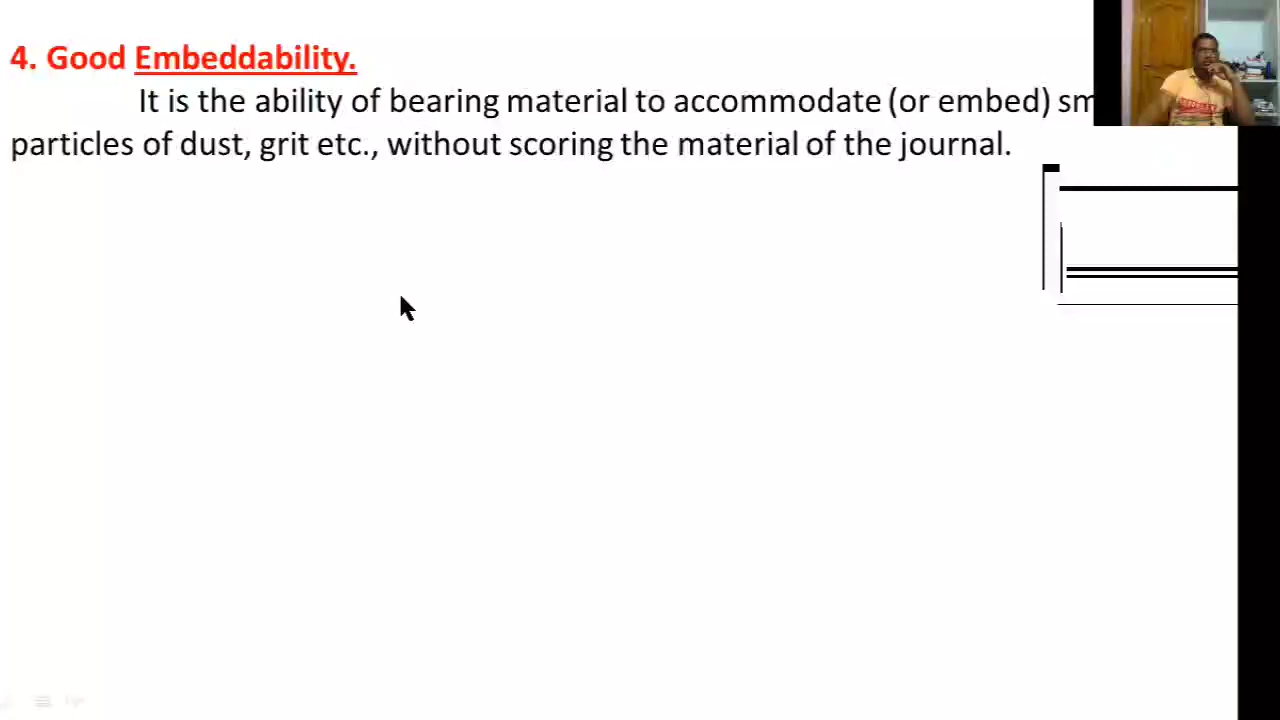 4. Good Embeddability.
It is the ability of bearing material to accommodate (or embed)
particles of dust, grit etc., without scoring the material of the journal.